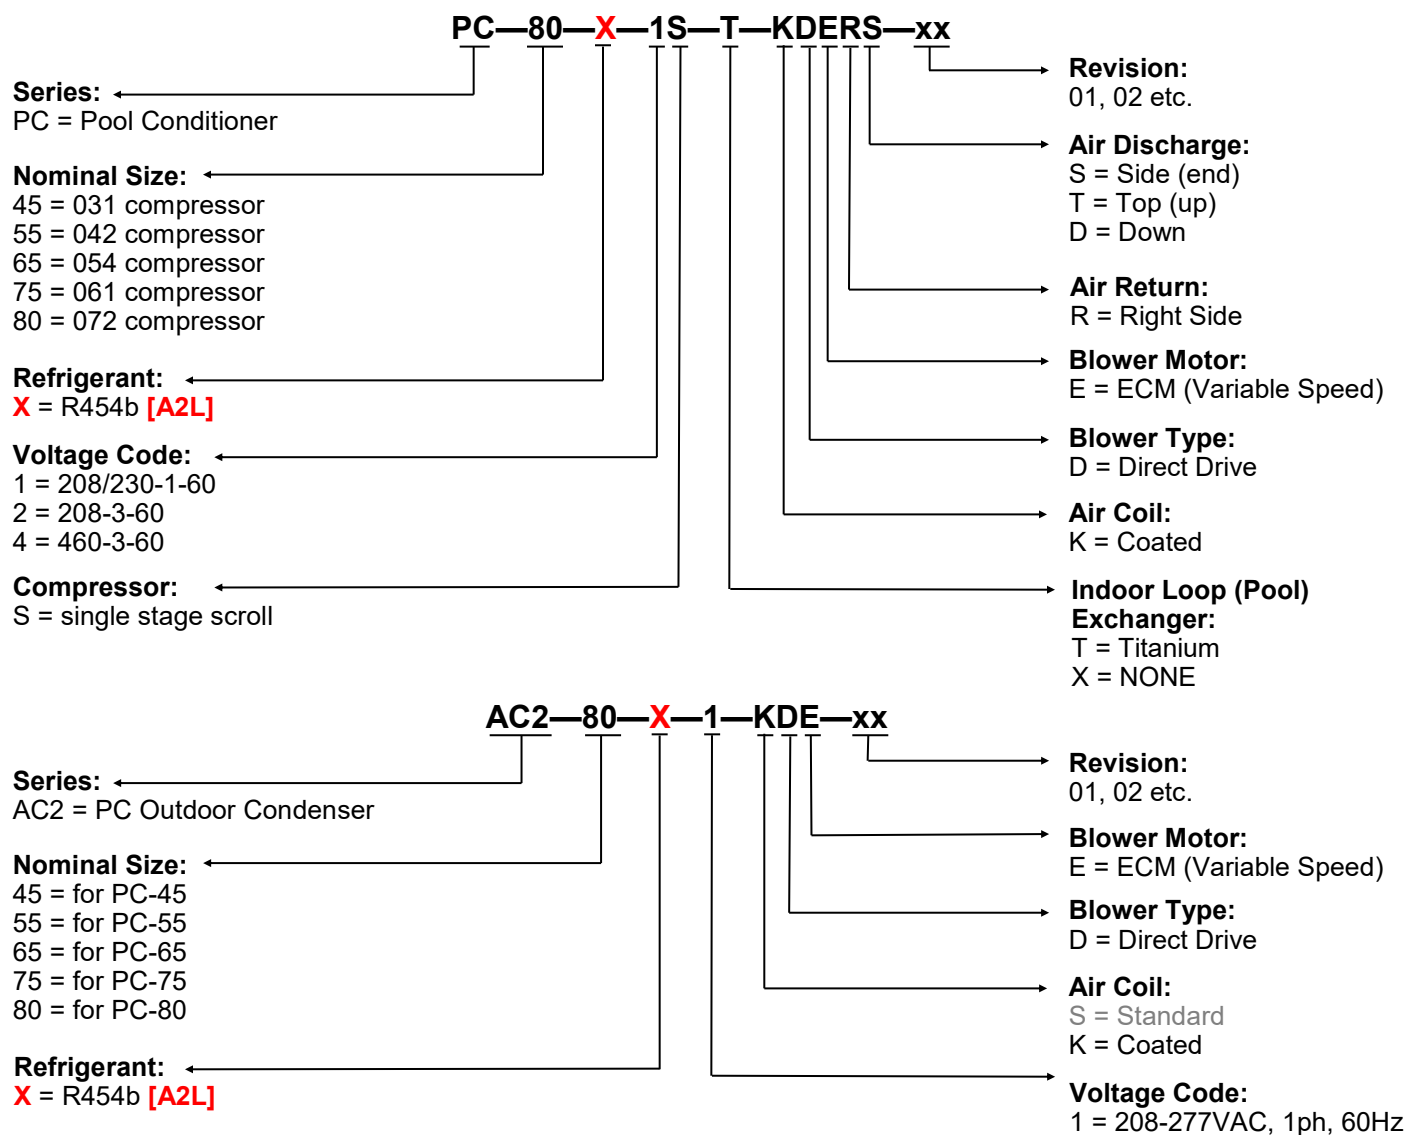 PC—80—X—1S—T—KDERS—xx
Series:
PC = Pool Conditioner
Nominal Size:
45 = 031 compressor
55 = 042 compressor
65 = 054 compressor
75 = 061 compressor
80 = 072 compressor
Refrigerant:
X = R454b [A2L]
Voltage Code:
1 = 208/230-1-60
2 = 208-3-60
4 = 460-3-60
Compressor:
S = single stage scroll
Revision:
01, 02 etc.
Air Discharge:
S = Side (end)
T = Top (up)
D = Down
Air Return:
R = Right Side
Blower Motor:
E = ECM (Variable Speed)
Blower Type:
D = Direct Drive
Air Coil:
K = Coated
Indoor Loop (Pool)
Exchanger:
T = Titanium
X = NONE
AC2—80—X—1—KDE—xx
Series:
AC2 = PC Outdoor Condenser
Nominal Size:
45 = for PC-45
55 = for PC-55
65 = for PC-65
75 = for PC-75
80 = for PC-80
Refrigerant:
X = R454b [A2L]
Revision:
01, 02 etc.
Blower Motor:
E = ECM (Variable Speed)
Blower Type:
D = Direct Drive
Air Coil:
S = Standard
K = Coated
Voltage Code:
1 = 208-277VAC, 1ph, 60Hz